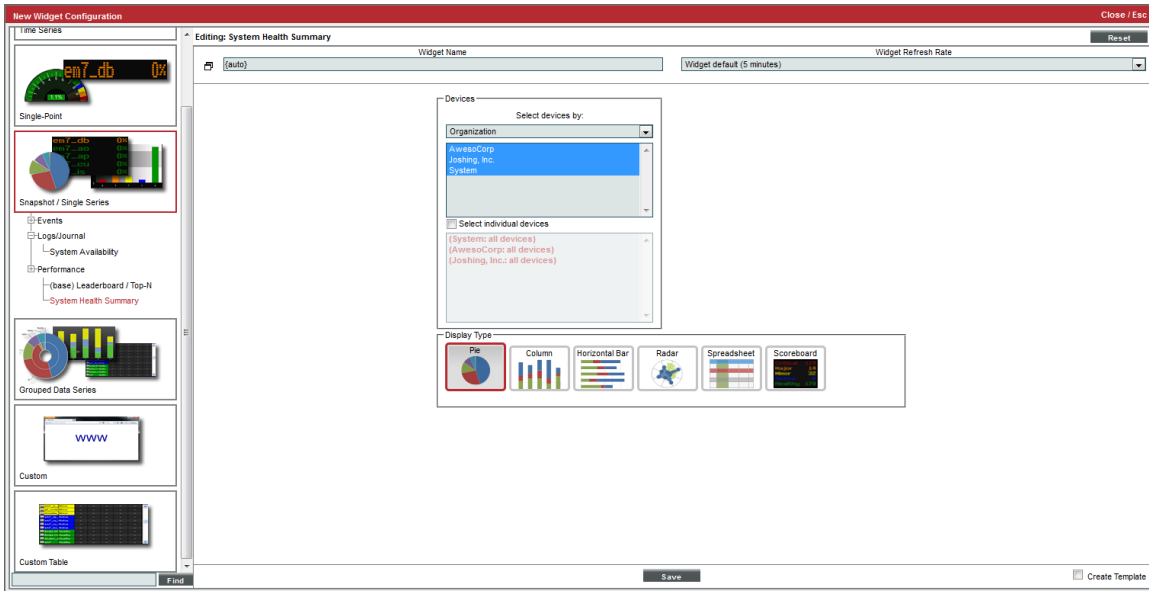 New Widget Configuration
Close / Esc
Time Series
em7_db 0%
1.1%
Single-Point
em7_db 0%
Snapshot / Single Series
Events
Logs/Journal
System Availability
Performance
(base) Leaderboard / Top-N
System Health Summary
Grouped Data Series
www
Custom
Custom Table
Find
Editing: System Health Summary
Reset
Widget Name
Widget Refresh Rate
{auto}
Widget default (5 minutes)
Devices
Select devices by:
Organization
AwesoCorp
Joshing, Inc.
System
Select individual devices
(System: all devices)
(AwesoCorp: all devices)
(Joshing, Inc.: all devices)
Display Type
Pie
Column
Horizontal Bar
Radar
Spreadsheet
Scoreboard
Save
Create Template